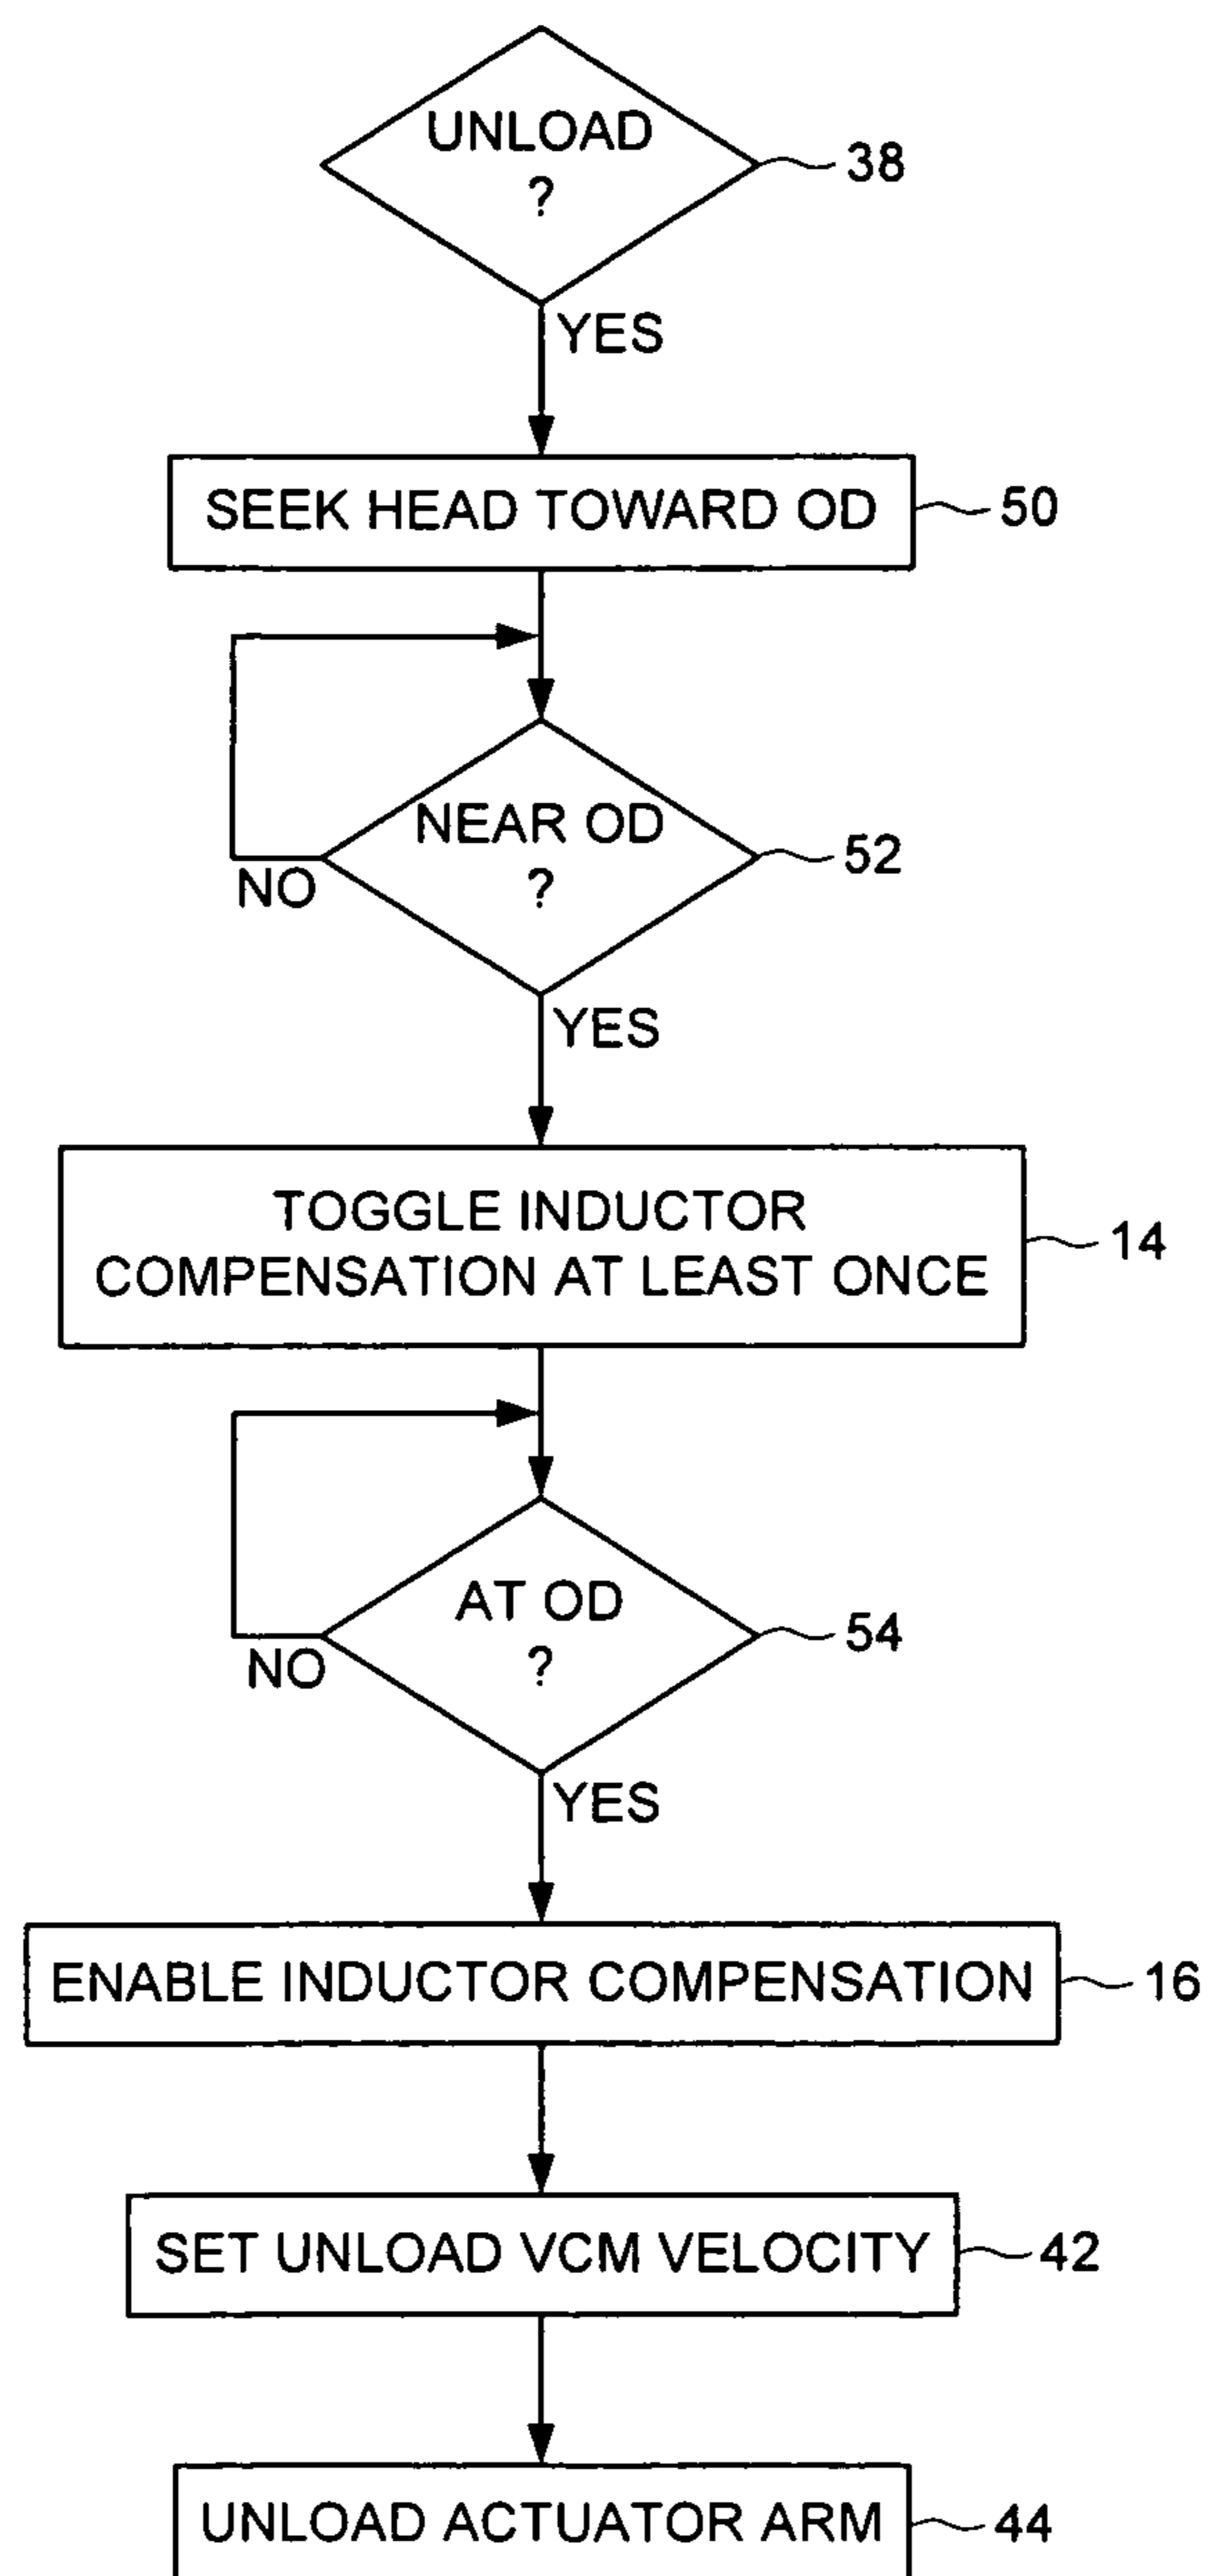 UNLOAD
?
38
YES
SEEK HEAD TOWARD OD
50
NEAR OD
?
52
NO
YES
TOGGLE INDUCTOR
COMPENSATION AT LEAST ONCE
14
AT OD
?
54
NO
YES
ENABLE INDUCTOR COMPENSATION
16
SET UNLOAD VCM VELOCITY
42
UNLOAD ACTUATOR ARM
44